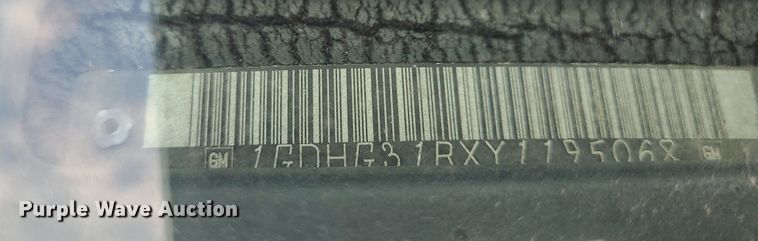 GM 1GDHG31RXY1195068 GM
Purple Wave Auction